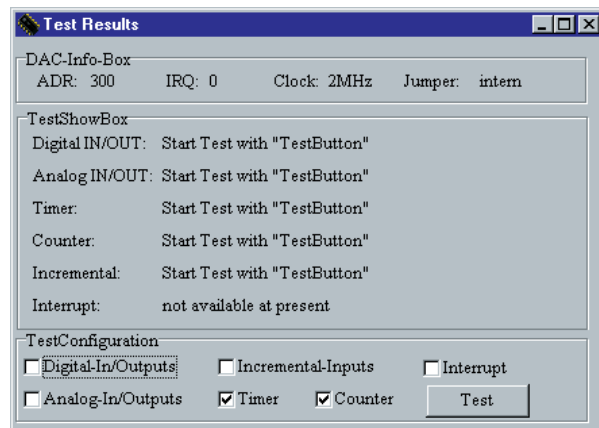 Test Results
DAC-Info-Box
ADR: 300 IRQ: 0 Clock: 2MHz Jumper: intern
TestShowBox
Digital IN/OUT: Start Test with "TestButton"
Analog IN/OUT: Start Test with "TestButton"
Timer: Start Test with "TestButton"
Counter: Start Test with "TestButton"
Incremental: Start Test with "TestButton"
Interrupt: not available at present
TestConfiguration
Digital-In/Outputs Incremental-Inputs Interrupt
Analog-In/Outputs Timer Counter Test